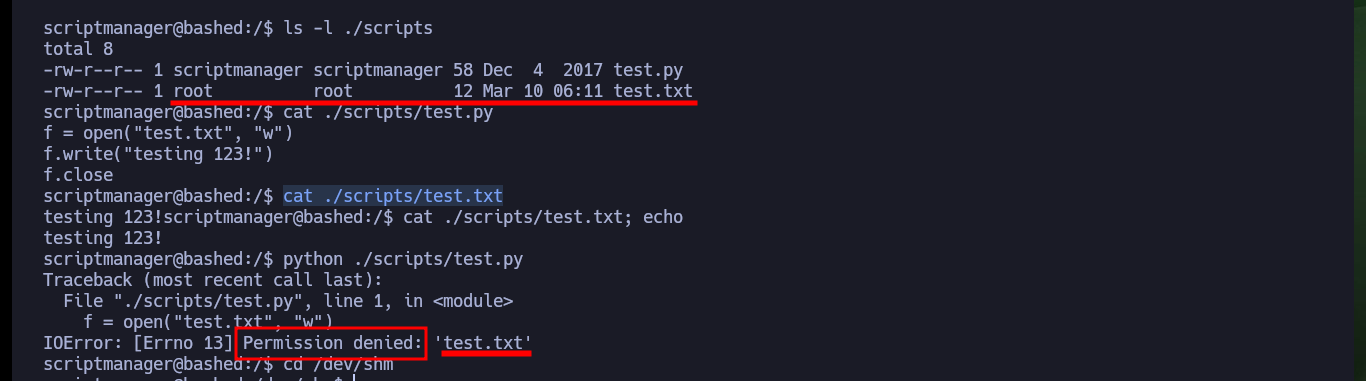 scriptmanager@bashed:/$ ls -l ./scripts
total 8
-rw-r--r-- 1 scriptmanager scriptmanager 58 Dec  4  2017 test.py
-rw-r--r-- 1 root          root          12 Mar 10 06:11 test.txt
scriptmanager@bashed:/$ cat ./scripts/test.py
f = open("test.txt", "w")
f.write("testing 123!")
f.close
scriptmanager@bashed:/$ cat ./scripts/test.txt
testing 123!scriptmanager@bashed:/$ cat ./scripts/test.txt; echo
testing 123!
scriptmanager@bashed:/$ python ./scripts/test.py
Traceback (most recent call last):
  File "./scripts/test.py", line 1, in <module>
    f = open("test.txt", "w")
IOError: [Errno 13] Permission denied: 'test.txt'
scriptmanager@bashed:/$ cd /dev/shm